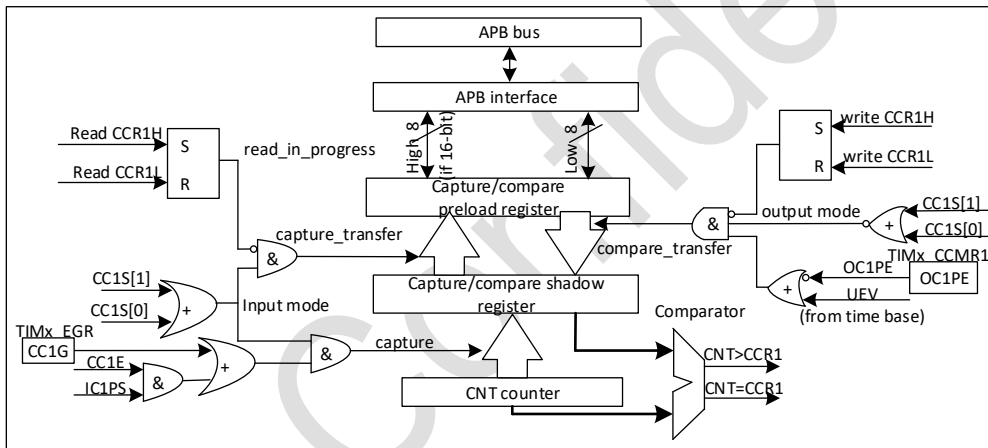 APB bus
APB interface
High 8
(if 16-bit)
Low 8
Read CCR1H
Read CCR1L
S
R
read_in_progress
write CCR1H
write CCR1L
S
R
Capture/compare
preload register
&
capture_transfer
compare_transfer
&
output mode
+
CC1S[1]
CC1S[0]
TIMx_CCMR1
OC1PE
OC1PE
UEV
(from time base)
+
CC1S[1]
CC1S[0]
+
Input mode
Capture/compare shadow
register
Comparator
TIMx_EGR
CC1G
CC1E
IC1PS
&
+
&
capture
CNT counter
CNT>CCR1
CNT=CCR1
Confide